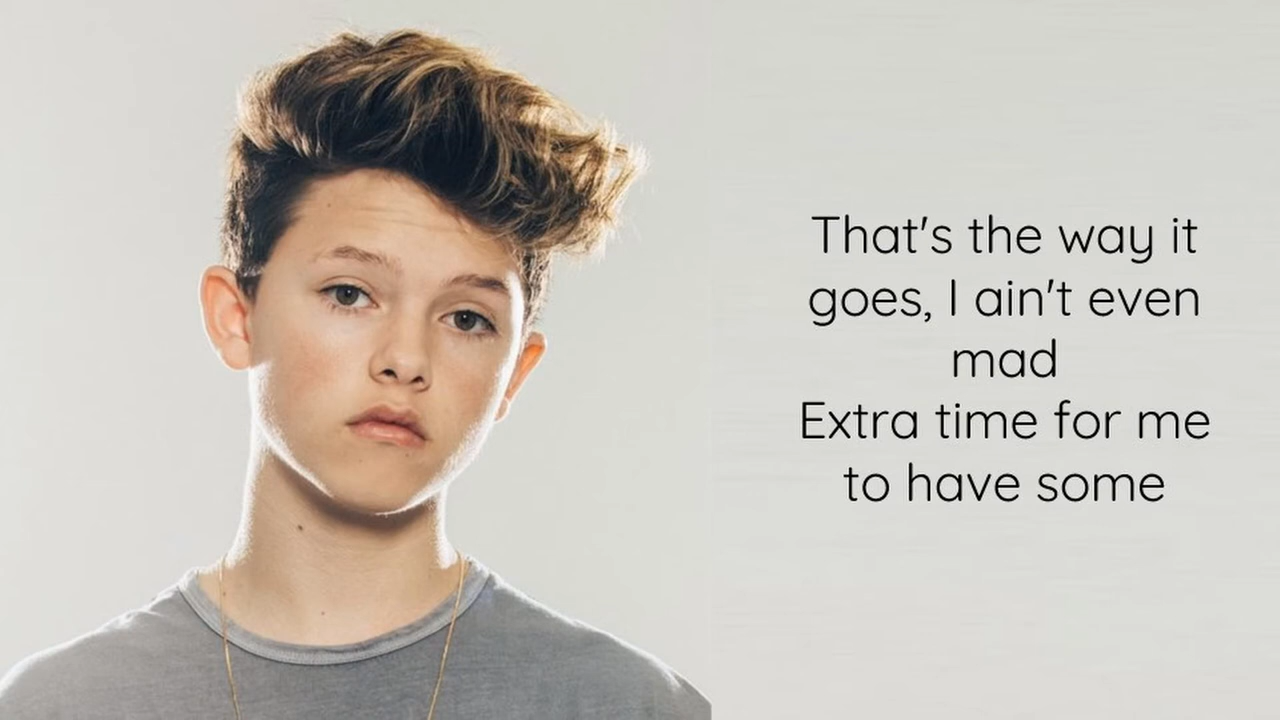 That's the way it
goes, I ain't even
mad
Extra time for me
to have some